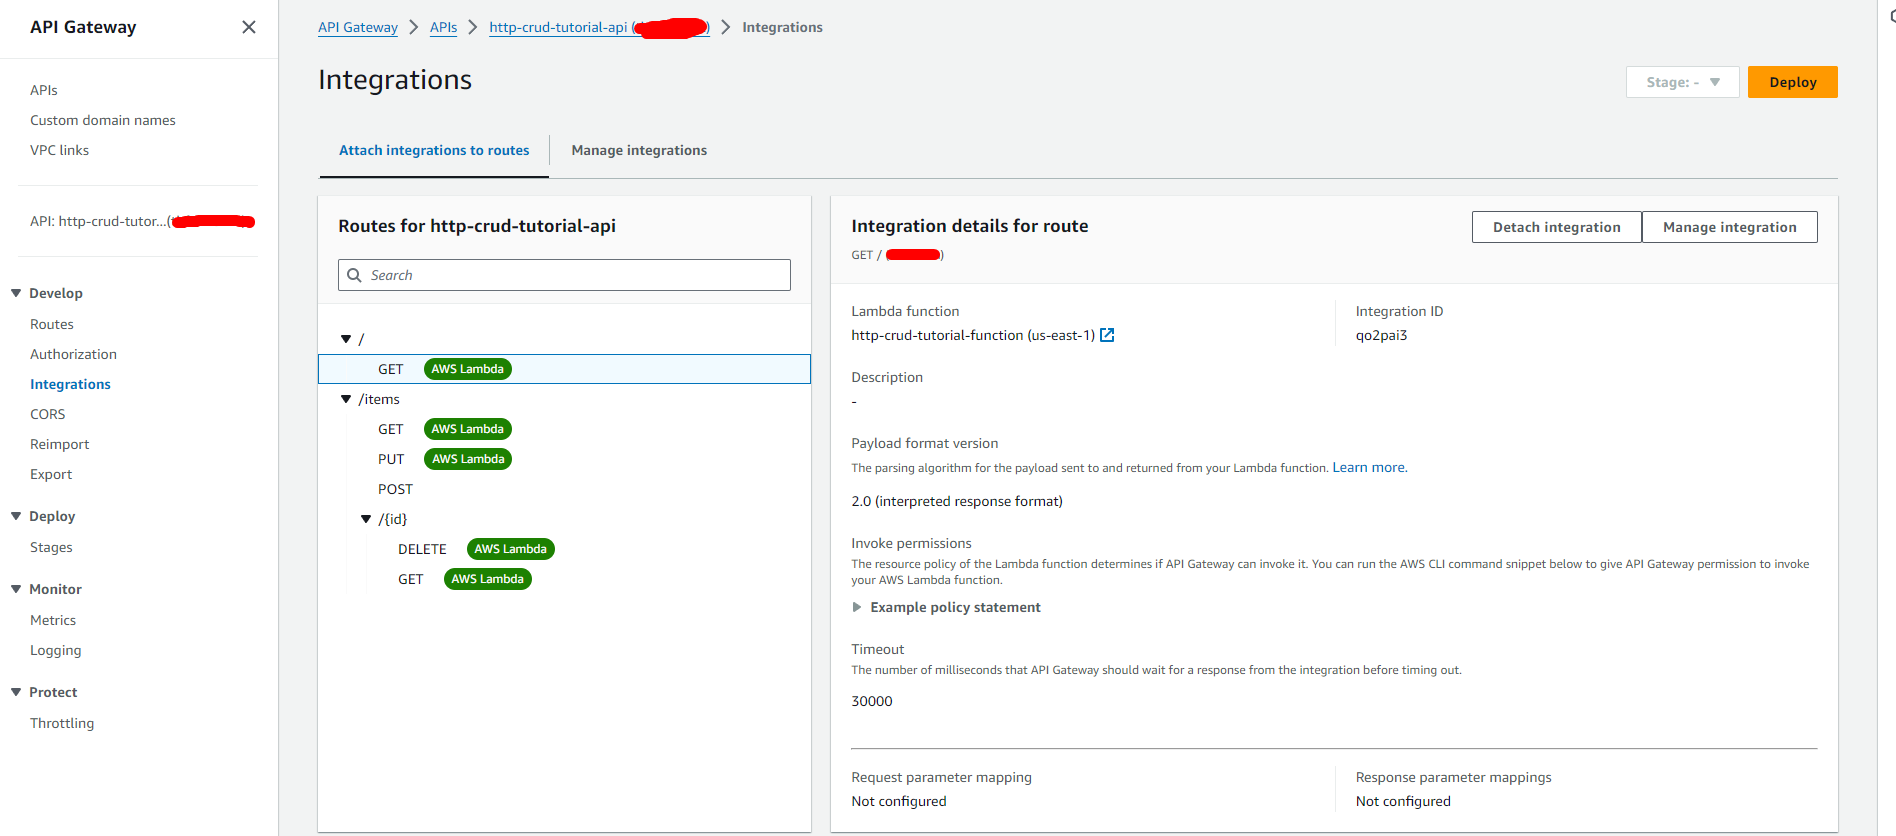 API Gateway
APIs
Custom domain names
VPC links
API: http-crud-tutor...(
Develop
Routes
Authorization
Integrations
CORS
Reimport
Export
Deploy
Stages
Monitor
Metrics
Logging
Protect
Throttling
API Gateway > APIs > http-crud-tutorial-api ( ) > Integrations
Integrations
Stage: -
Deploy
Attach integrations to routes
Manage integrations
Routes for http-crud-tutorial-api
Search
/
GET AWS Lambda
/items
GET AWS Lambda
PUT AWS Lambda
POST
/{id}
DELETE AWS Lambda
GET AWS Lambda
Integration details for route
GET / ( )
Detach integration
Manage integration
Lambda function
http-crud-tutorial-function (us-east-1)
Integration ID
qo2pai3
Description
-
Payload format version
The parsing algorithm for the payload sent to and returned from your Lambda function. Learn more.
2.0 (interpreted response format)
Invoke permissions
The resource policy of the Lambda function determines if API Gateway can invoke it. You can run the AWS CLI command snippet below to give API Gateway permission to invoke
your AWS Lambda function.
Example policy statement
Timeout
The number of milliseconds that API Gateway should wait for a response from the integration before timing out.
30000
Request parameter mapping
Not configured
Response parameter mappings
Not configured